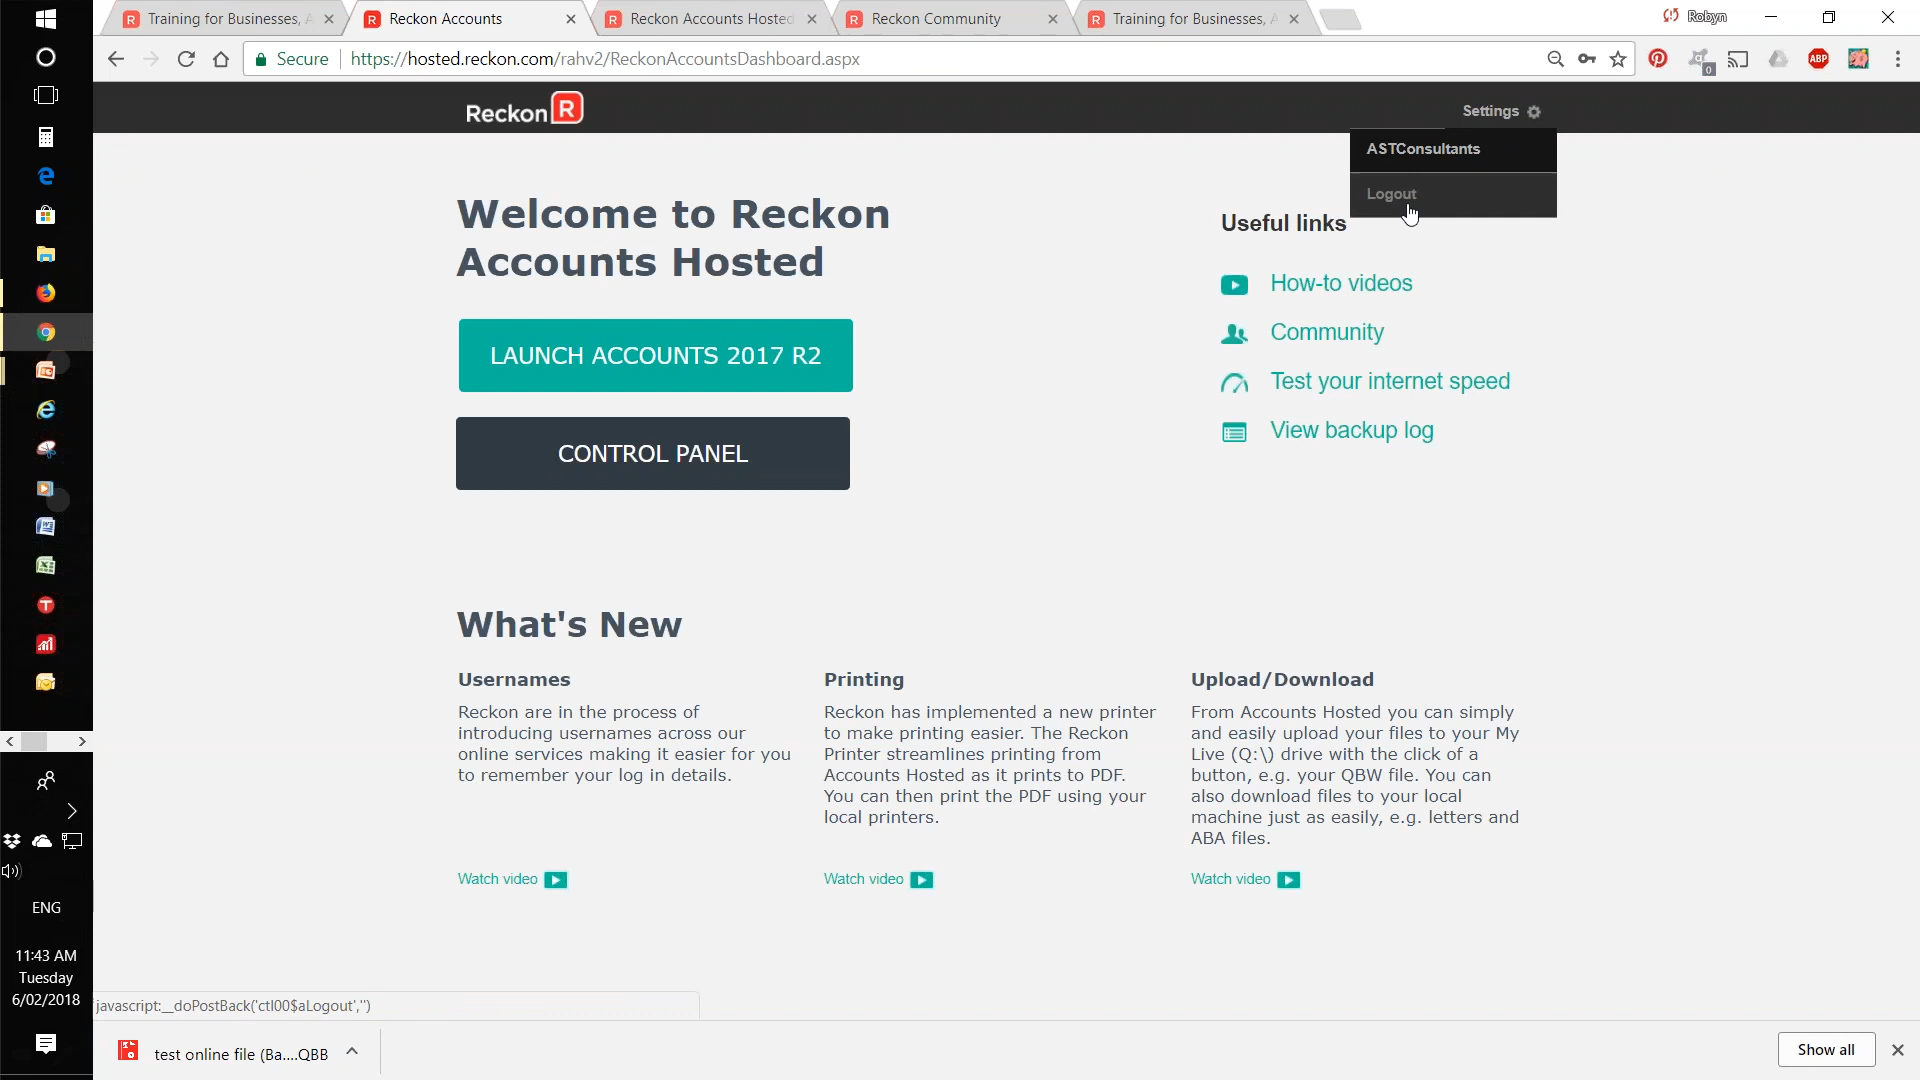 Training for Businesses, A
Reckon Accounts
Reckon Accounts Hosted
Reckon Community
Training for Businesses, A
Robyn
Secure
https://hosted.reckon.com/rahv2/ReckonAccountsDashboard.aspx
0
ABP
Reckon R
Settings
ASTConsultants
Logout
Welcome to Reckon
Accounts Hosted
LAUNCH ACCOUNTS 2017 R2
CONTROL PANEL
Useful links
How-to videos
Community
Test your internet speed
View backup log
What's New
Usernames
Reckon are in the process of
introducing usernames across our
online services making it easier for you
to remember your log in details.
Watch video
Printing
Reckon has implemented a new printer
to make printing easier. The Reckon
Printer streamlines printing from
Accounts Hosted as it prints to PDF.
You can then print the PDF using your
local printers.
Watch video
Upload/Download
From Accounts Hosted you can simply
and easily upload your files to your My
Live (Q:\) drive with the click of a
button, e.g. your QBW file. You can
also download files to your local
machine just as easily, e.g. letters and
ABA files.
Watch video
ENG
11:43 AM
Tuesday
6/02/2018
javascript:__doPostBack('ctl00$aLogout','')
test online file (Ba....QBB
Show all